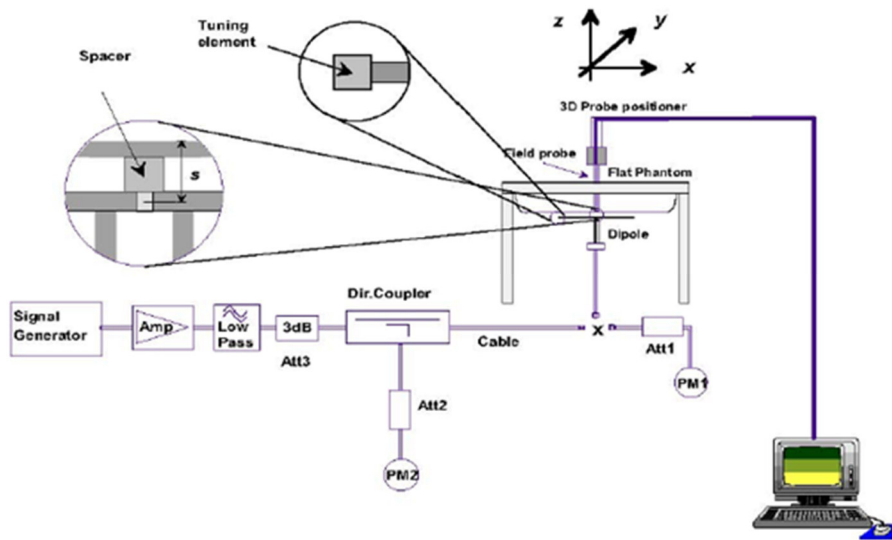 Tuning
element
Spacer
z
y
x
3D Probe positioner
Field probe
Flat Phantom
s
Dipole
Dir.Coupler
Signal
Generator
Amp
Low
Pass
3dB
Att3
Cable
x
Att1
PM1
Att2
PM2